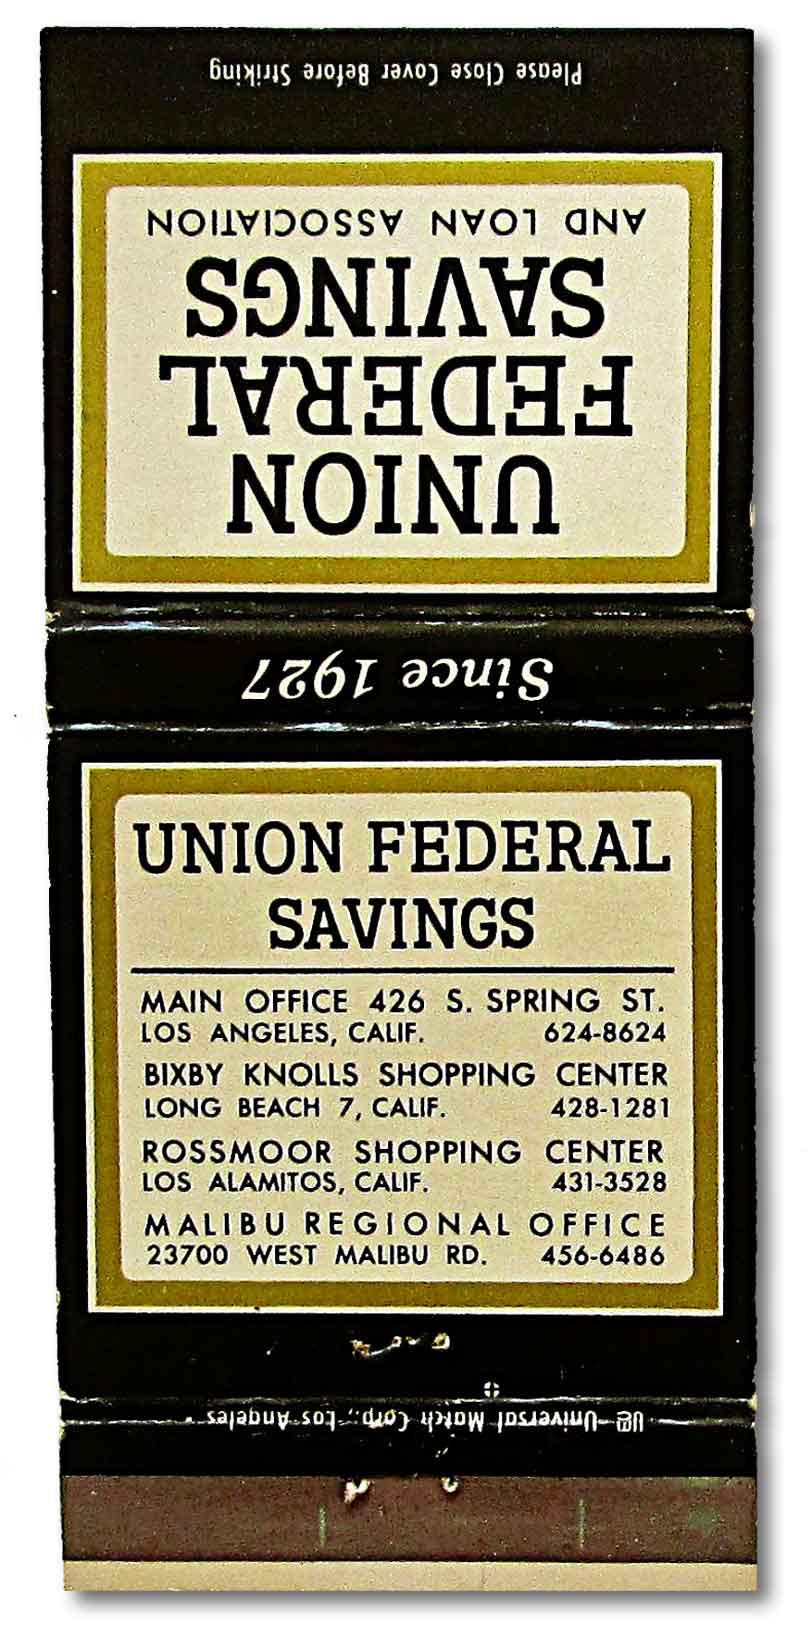 Please Close Cover Before Striking
UNION
FEDERAL
SAVINGS
AND LOAN ASSOCIATION
Since 1927
UNION FEDERAL
SAVINGS
MAIN OFFICE 426 S. SPRING ST.
LOS ANGELES, CALIF. 624-8624
BIXBY KNOLLS SHOPPING CENTER
LONG BEACH 7, CALIF. 428-1281
ROSSMOOR SHOPPING CENTER
LOS ALAMITOS, CALIF. 431-3528
MALIBU REGIONAL OFFICE
23700 WEST MALIBU RD. 456-6486
Universal Match Corp., Los Angeles